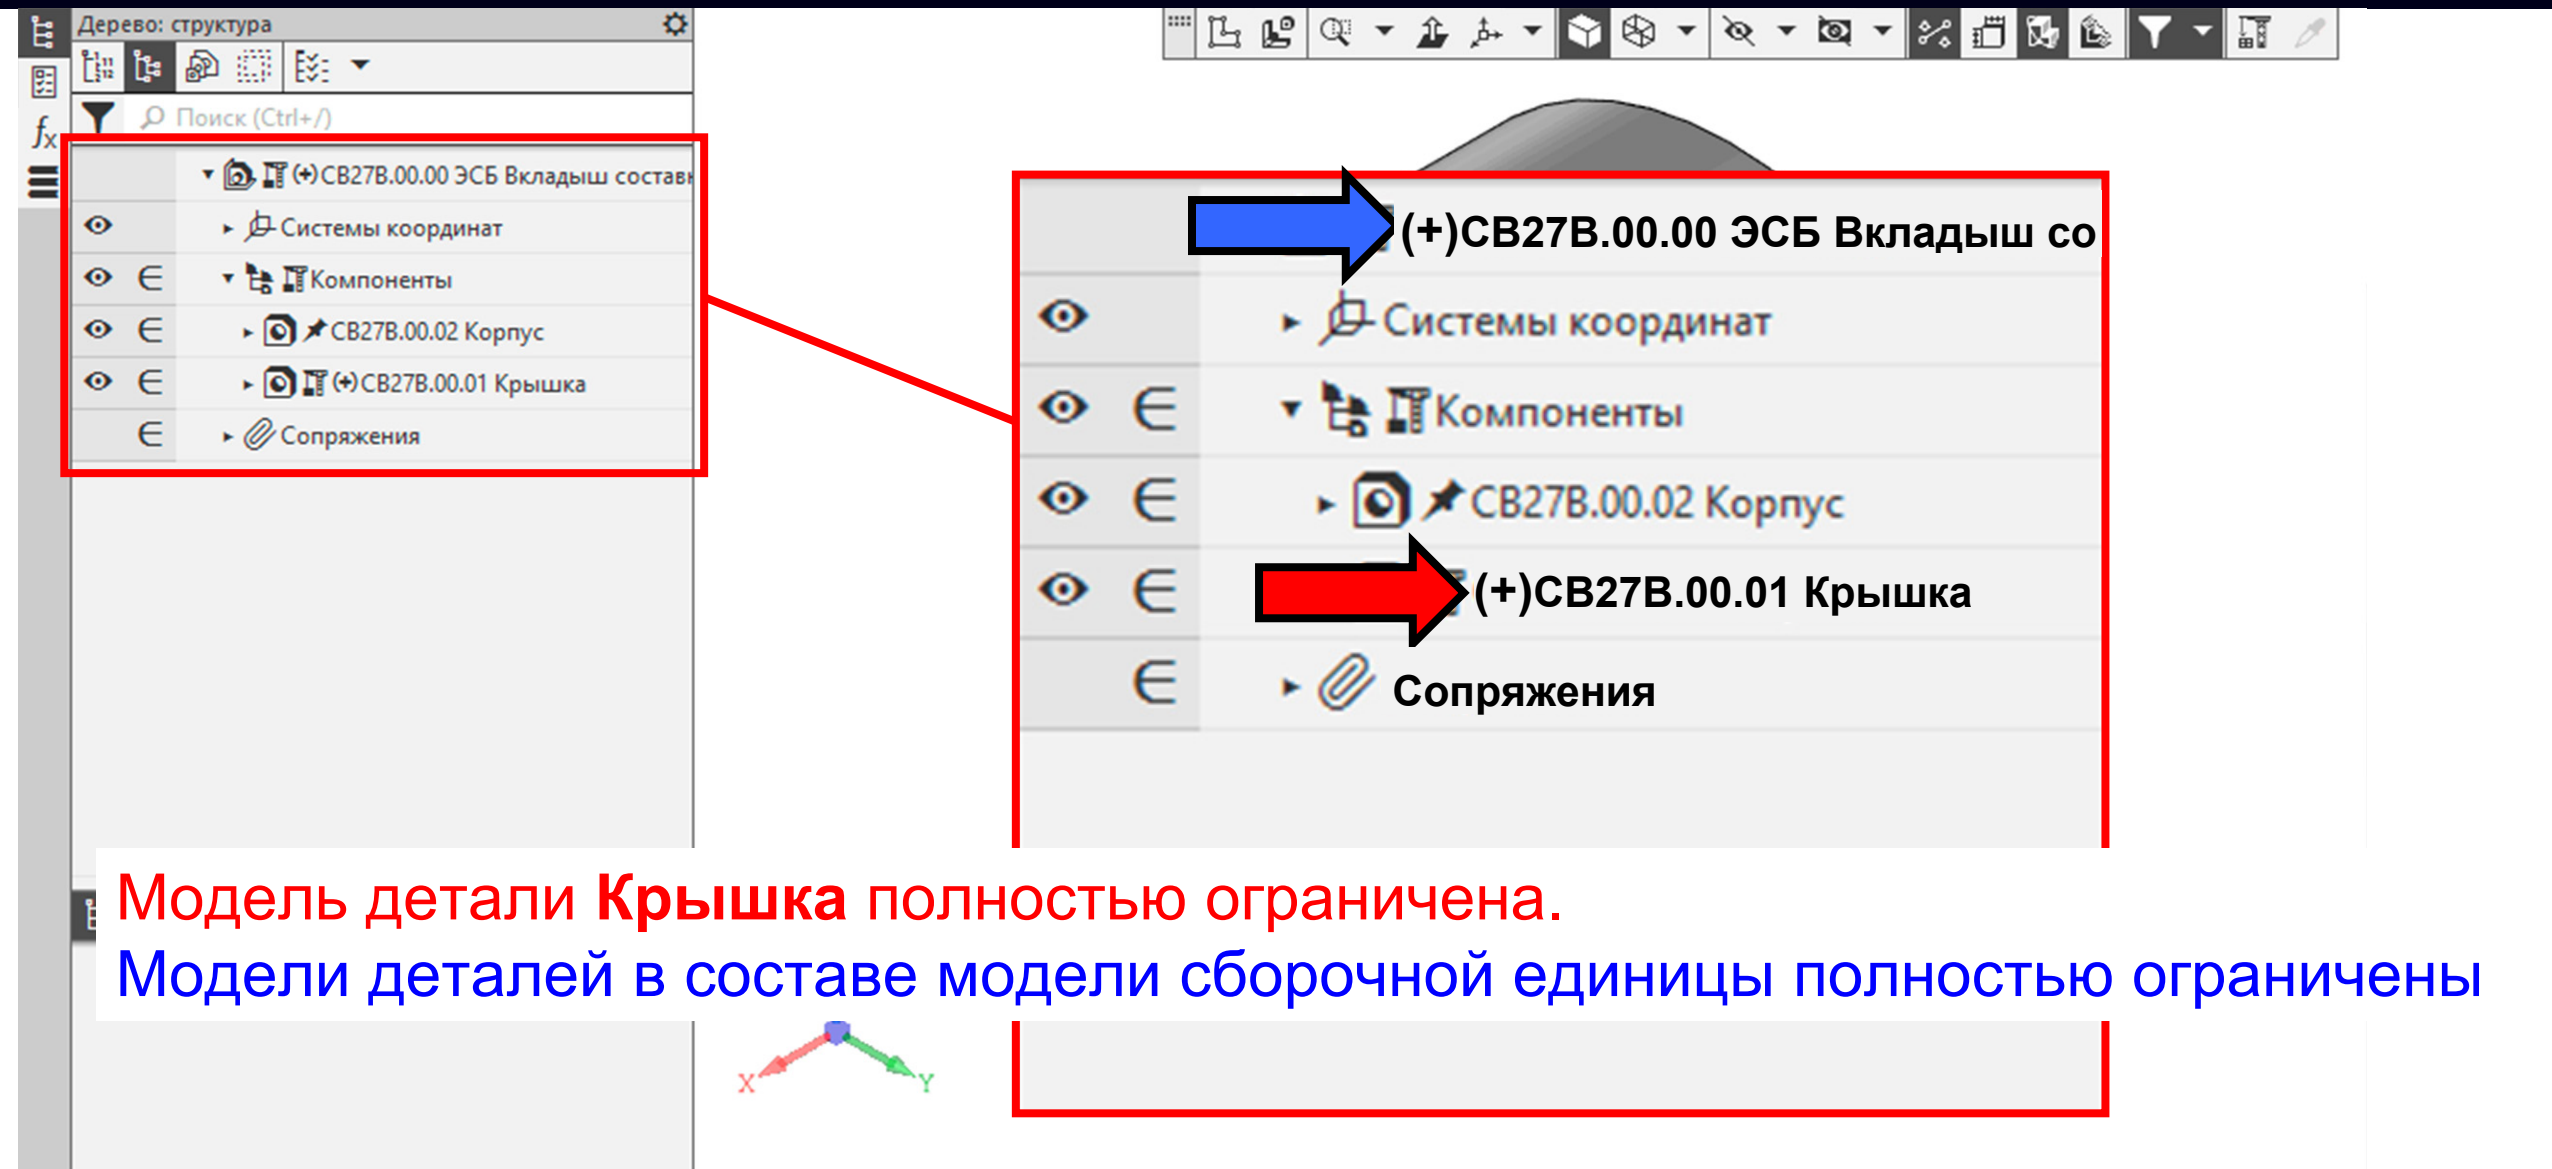 Дерево: структура
Поиск (Ctrl+/)
(+)СВ27В.00.00 ЭСБ Вкладыш состав
Системы координат
Компоненты
СВ27В.00.02 Корпус
(+)СВ27В.00.01 Крышка
Сопряжения
(+)СВ27В.00.00 ЭСБ Вкладыш со
Системы координат
Компоненты
СВ27В.00.02 Корпус
(+)СВ27В.00.01 Крышка
Сопряжения
Модель детали Крышка полностью ограничена.
Модели деталей в составе модели сборочной единицы полностью ограничены
X
Y